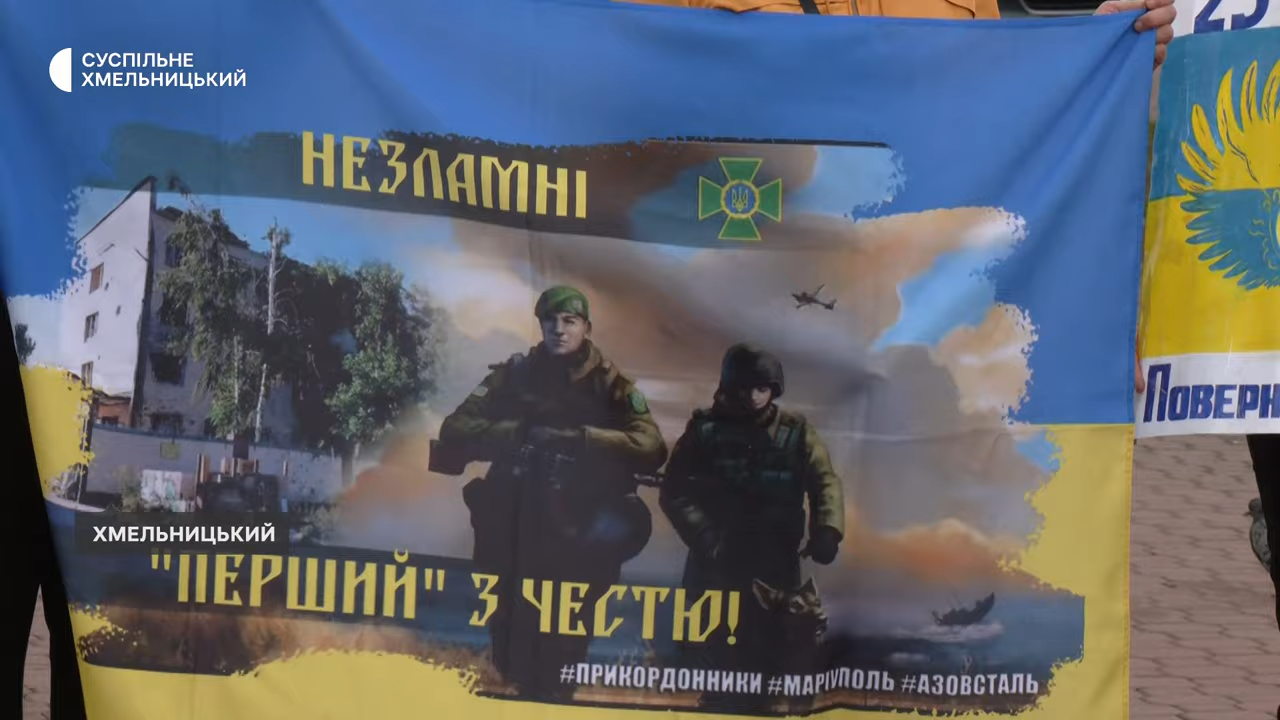 СУСПІЛЬНЕ
ХМЕЛЬНИЦЬКИЙ
НЕЗЛАМНІ
ХМЕЛЬНИЦЬКИЙ
"ПЕРШИЙ" З ЧЕСТЮ!
#ПРИКОРДОННИКИ #МАРІУПОЛЬ #АЗОВСТАЛЬ